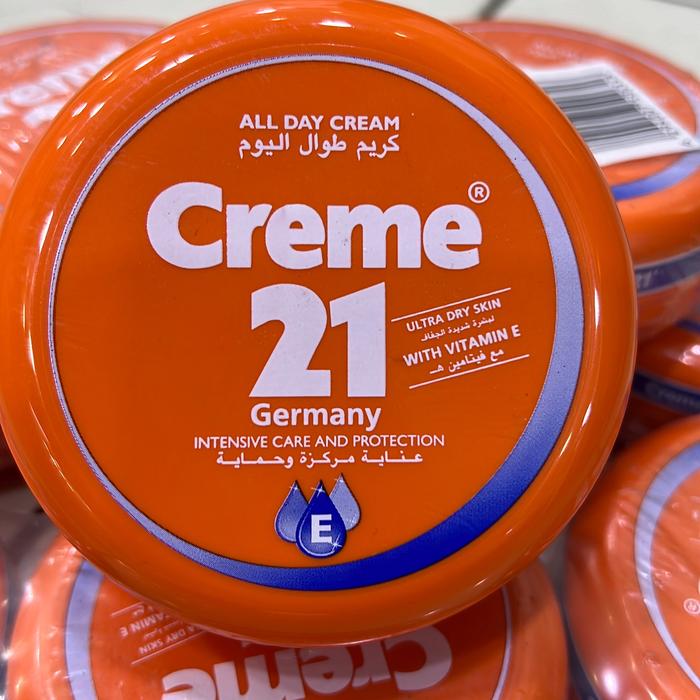 ALL DAY CREAM
كريم طوال اليوم
Creme®
21
ULTRA DRY SKIN
لبشرة شديدة الجفاف
WITH VITAMIN E
مع فيتامين هـ
Germany
INTENSIVE CARE AND PROTECTION
عناية مركزة وحماية
E
Creme